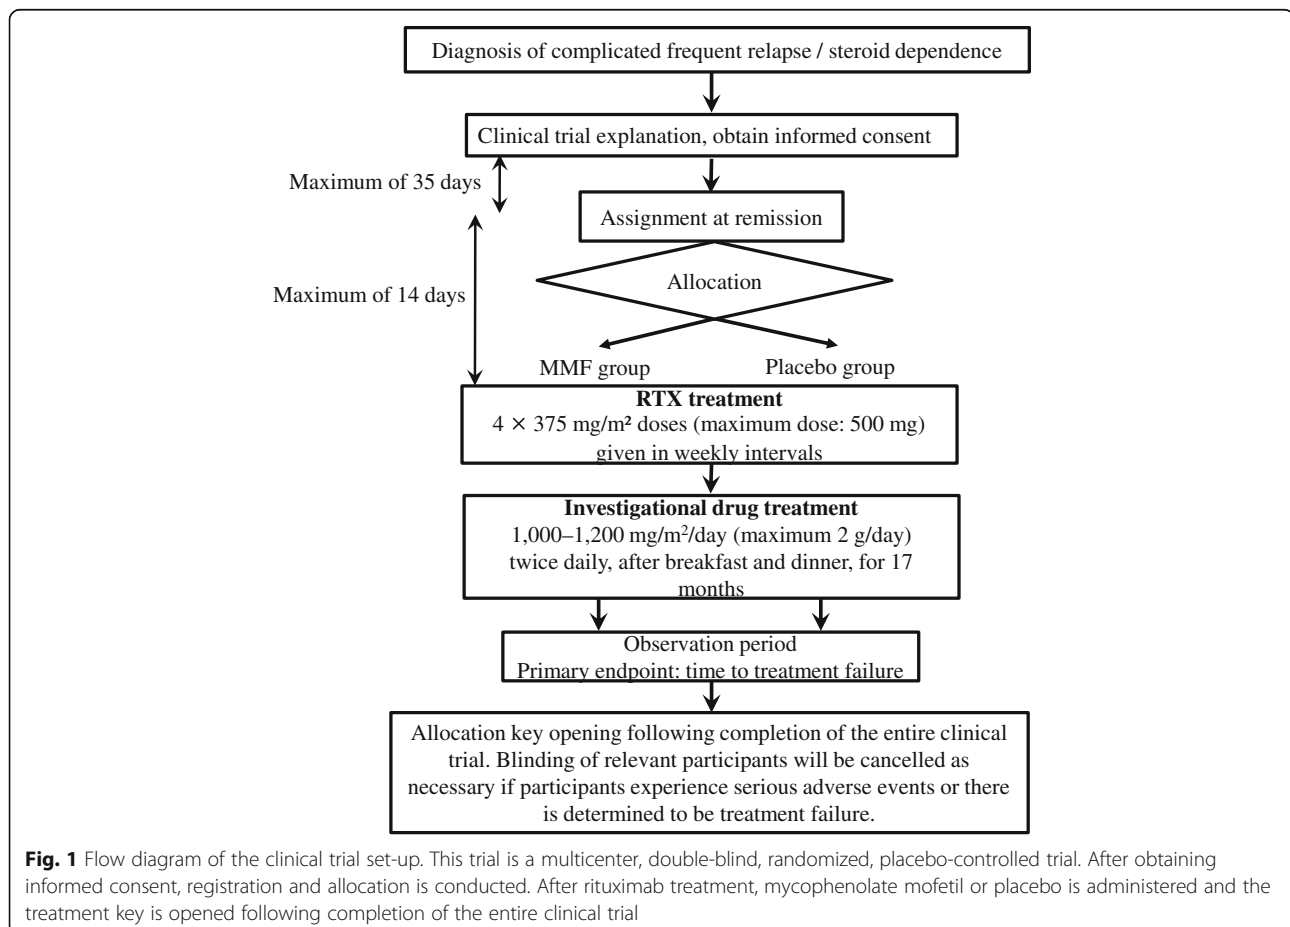 Diagnosis of complicated frequent relapse / steroid dependence
Clinical trial explanation, obtain informed consent
Maximum of 35 days
Assignment at remission
Allocation
Maximum of 14 days
MMF group
Placebo group
RTX treatment
4 × 375 mg/m² doses (maximum dose: 500 mg)
given in weekly intervals
Investigational drug treatment
1,000–1,200 mg/m²/day (maximum 2 g/day)
twice daily, after breakfast and dinner, for 17
months
Observation period
Primary endpoint: time to treatment failure
Allocation key opening following completion of the entire clinical
trial. Blinding of relevant participants will be cancelled as
necessary if participants experience serious adverse events or there
is determined to be treatment failure.
Fig. 1 Flow diagram of the clinical trial set-up. This trial is a multicenter, double-blind, randomized, placebo-controlled trial. After obtaining
informed consent, registration and allocation is conducted. After rituximab treatment, mycophenolate mofetil or placebo is administered and the
treatment key is opened following completion of the entire clinical trial